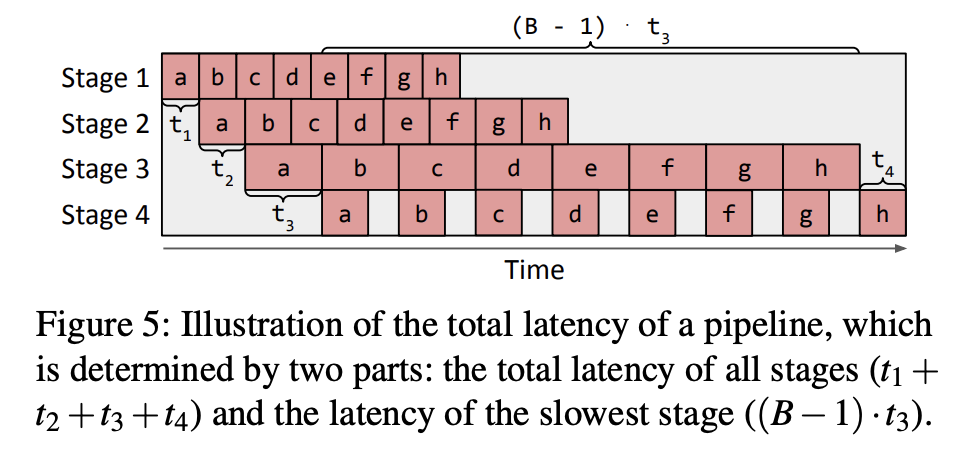 (B - 1) · t₃
Stage 1 a b c d e f g h
Stage 2 t₁ a b c d e f g h
Stage 3 t₂ a b c d e f g h t₄
Stage 4 t₃ a b c d e f g h
Time
Figure 5: Illustration of the total latency of a pipeline, which
is determined by two parts: the total latency of all stages (t₁ +
t₂ + t₃ + t₄) and the latency of the slowest stage ((B − 1) · t₃).